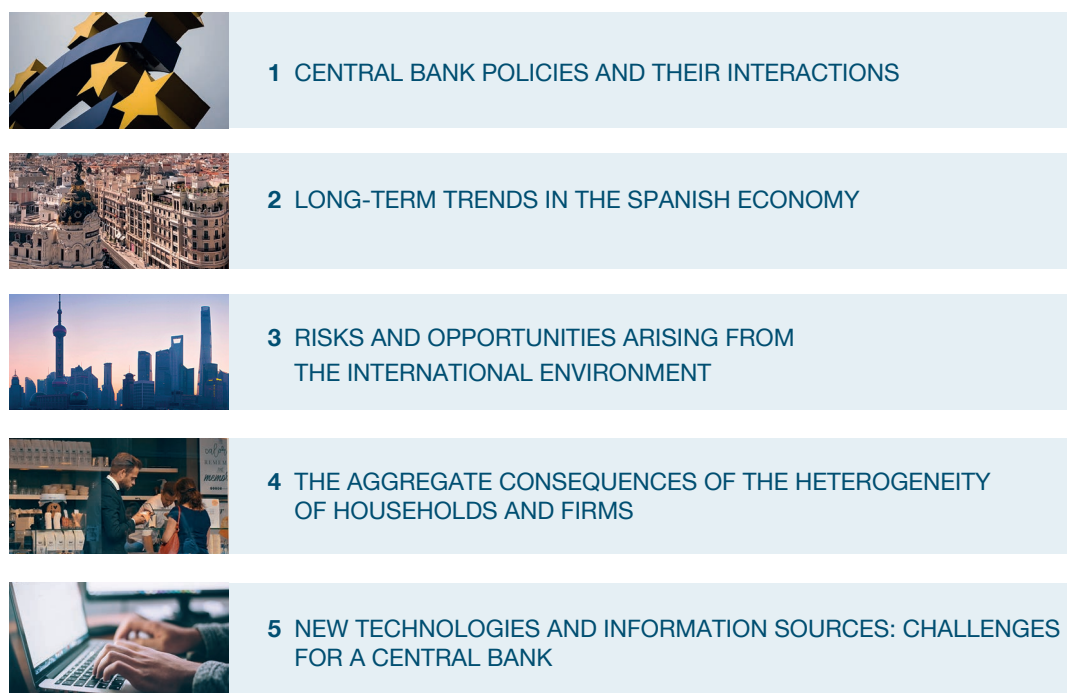 1 CENTRAL BANK POLICIES AND THEIR INTERACTIONS
2 LONG-TERM TRENDS IN THE SPANISH ECONOMY
3 RISKS AND OPPORTUNITIES ARISING FROM
THE INTERNATIONAL ENVIRONMENT
4 THE AGGREGATE CONSEQUENCES OF THE HETEROGENEITY
OF HOUSEHOLDS AND FIRMS
5 NEW TECHNOLOGIES AND INFORMATION SOURCES: CHALLENGES
FOR A CENTRAL BANK